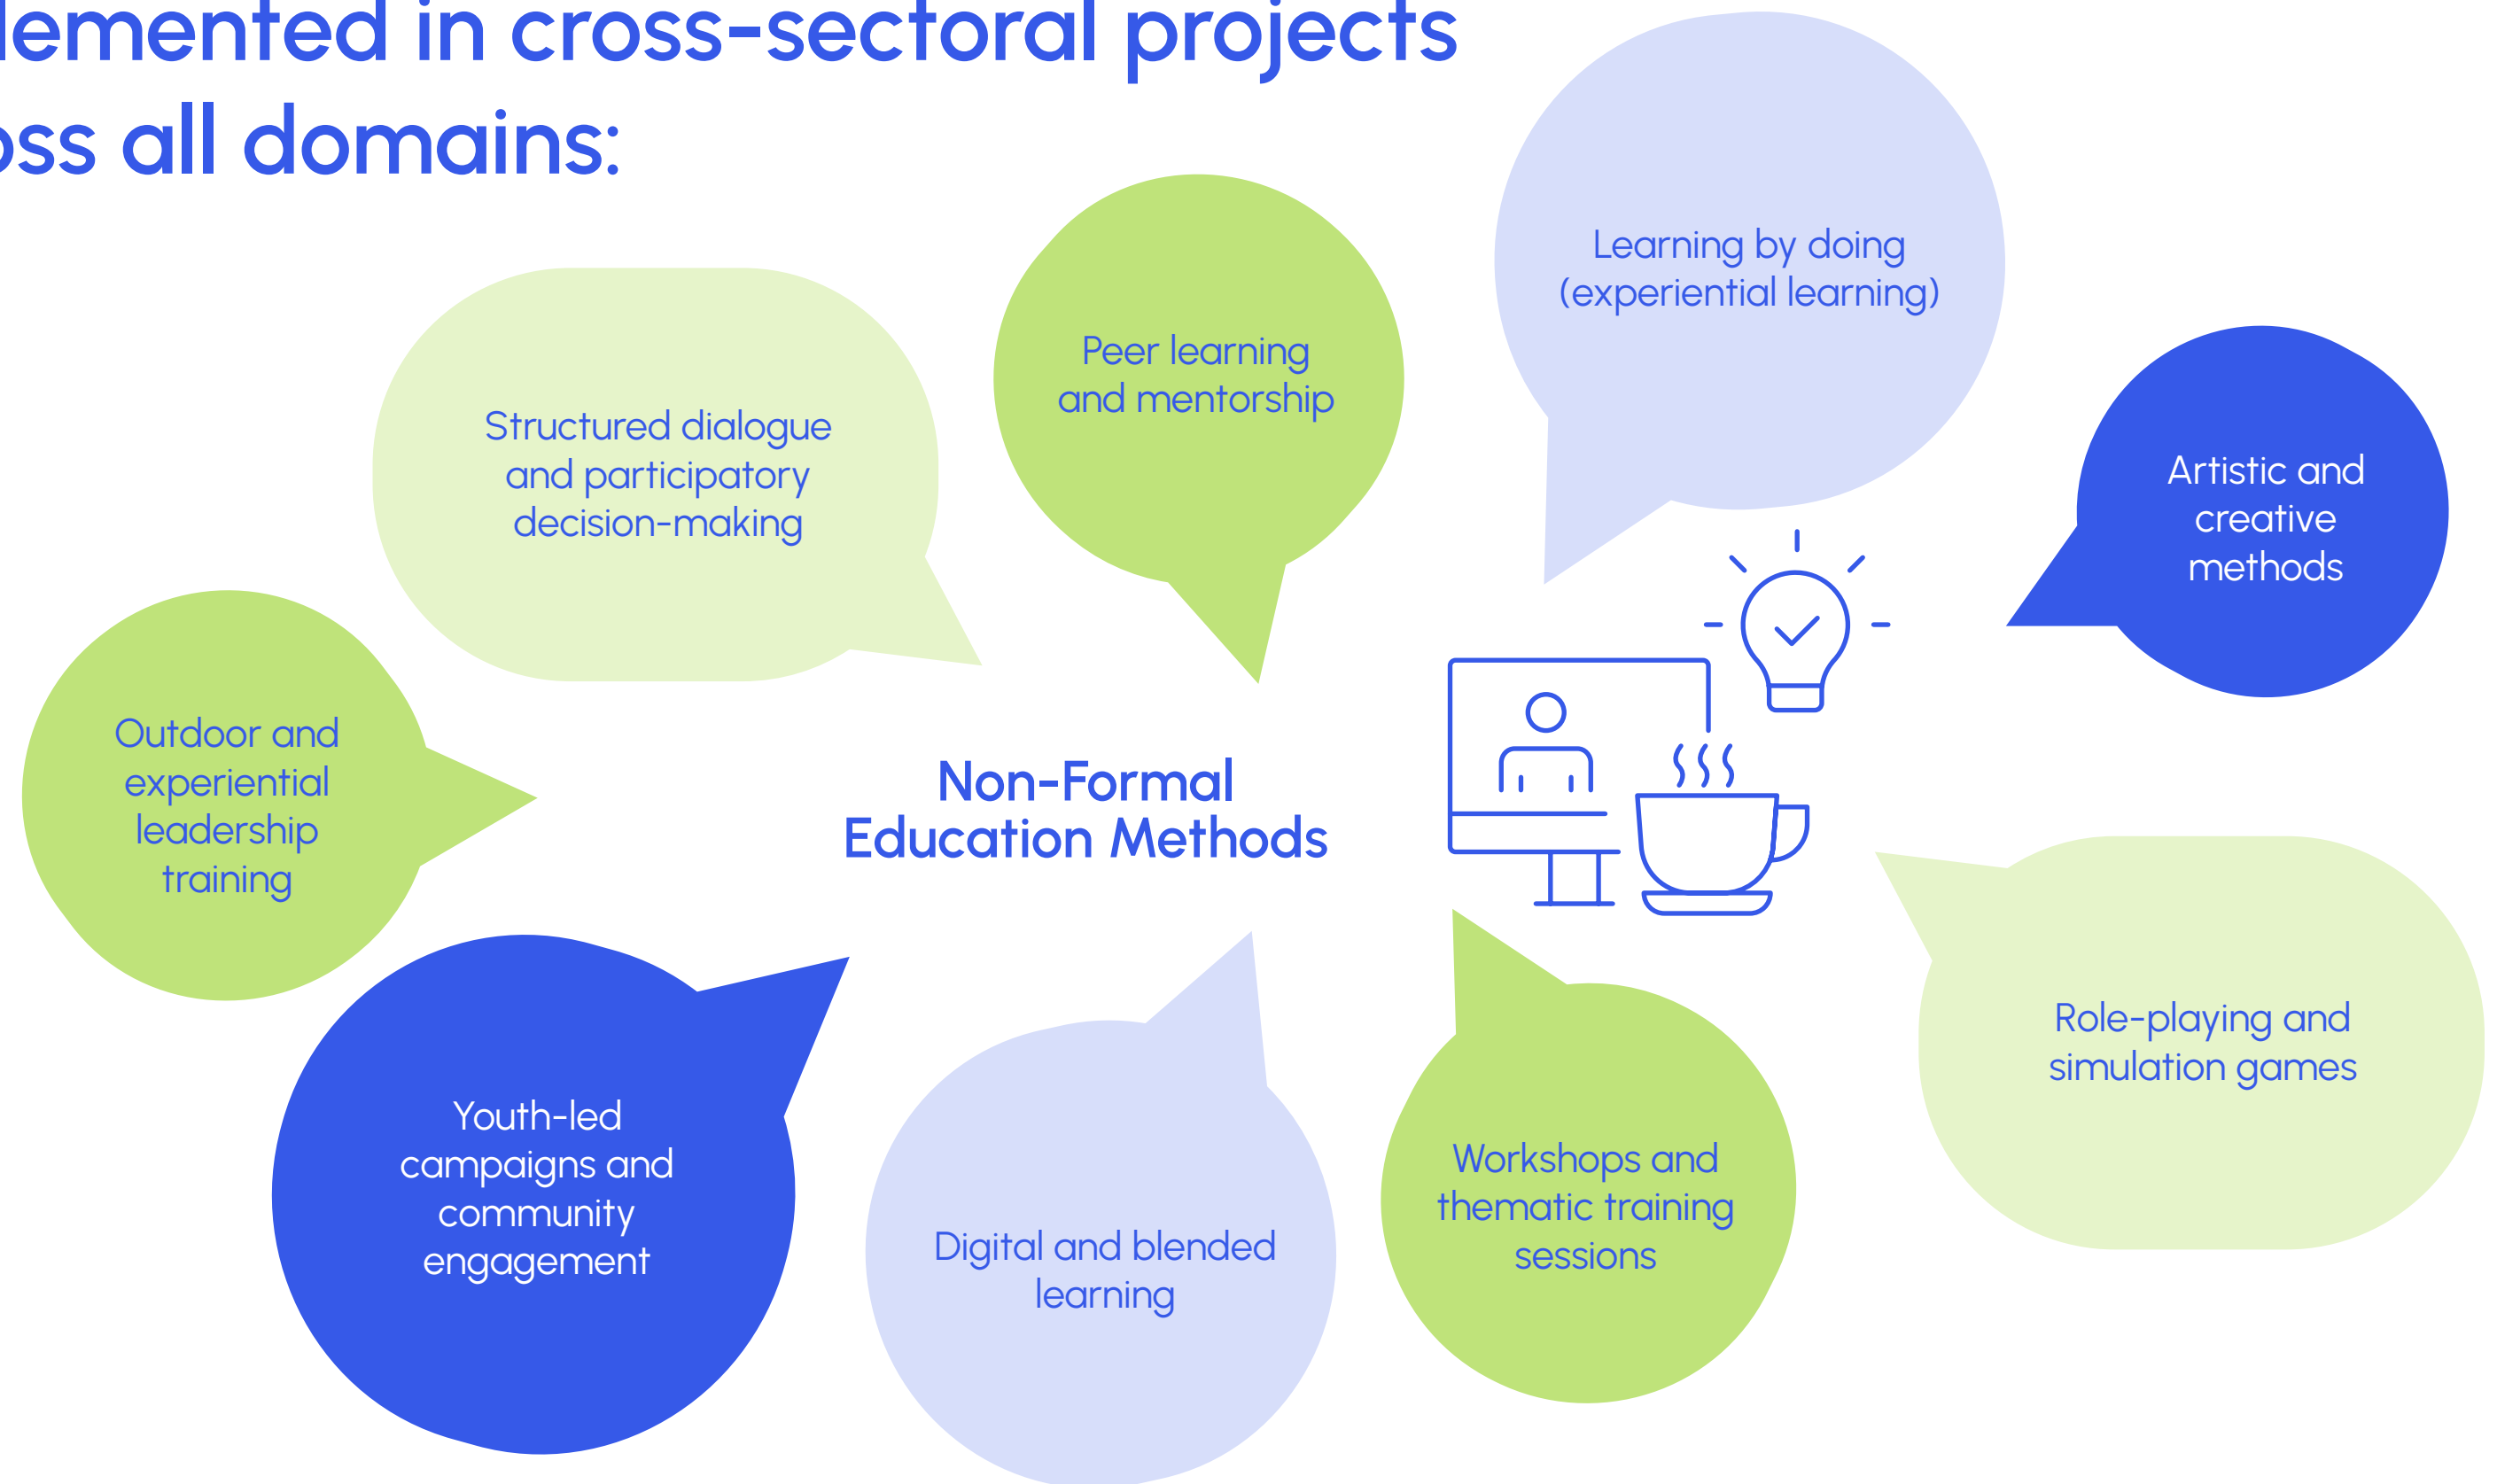 lemented in cross-sectoral projects
oss all domains:
Learning by doing
(experiential learning)
Peer learning
and mentorship
Structured dialogue
and participatory
decision-making
Artistic and
creative
methods
Outdoor and
experiential
leadership
training
Non-Formal
Education Methods
Role-playing and
simulation games
Youth-led
campaigns and
community
engagement
Digital and blended
learning
Workshops and
thematic training
sessions